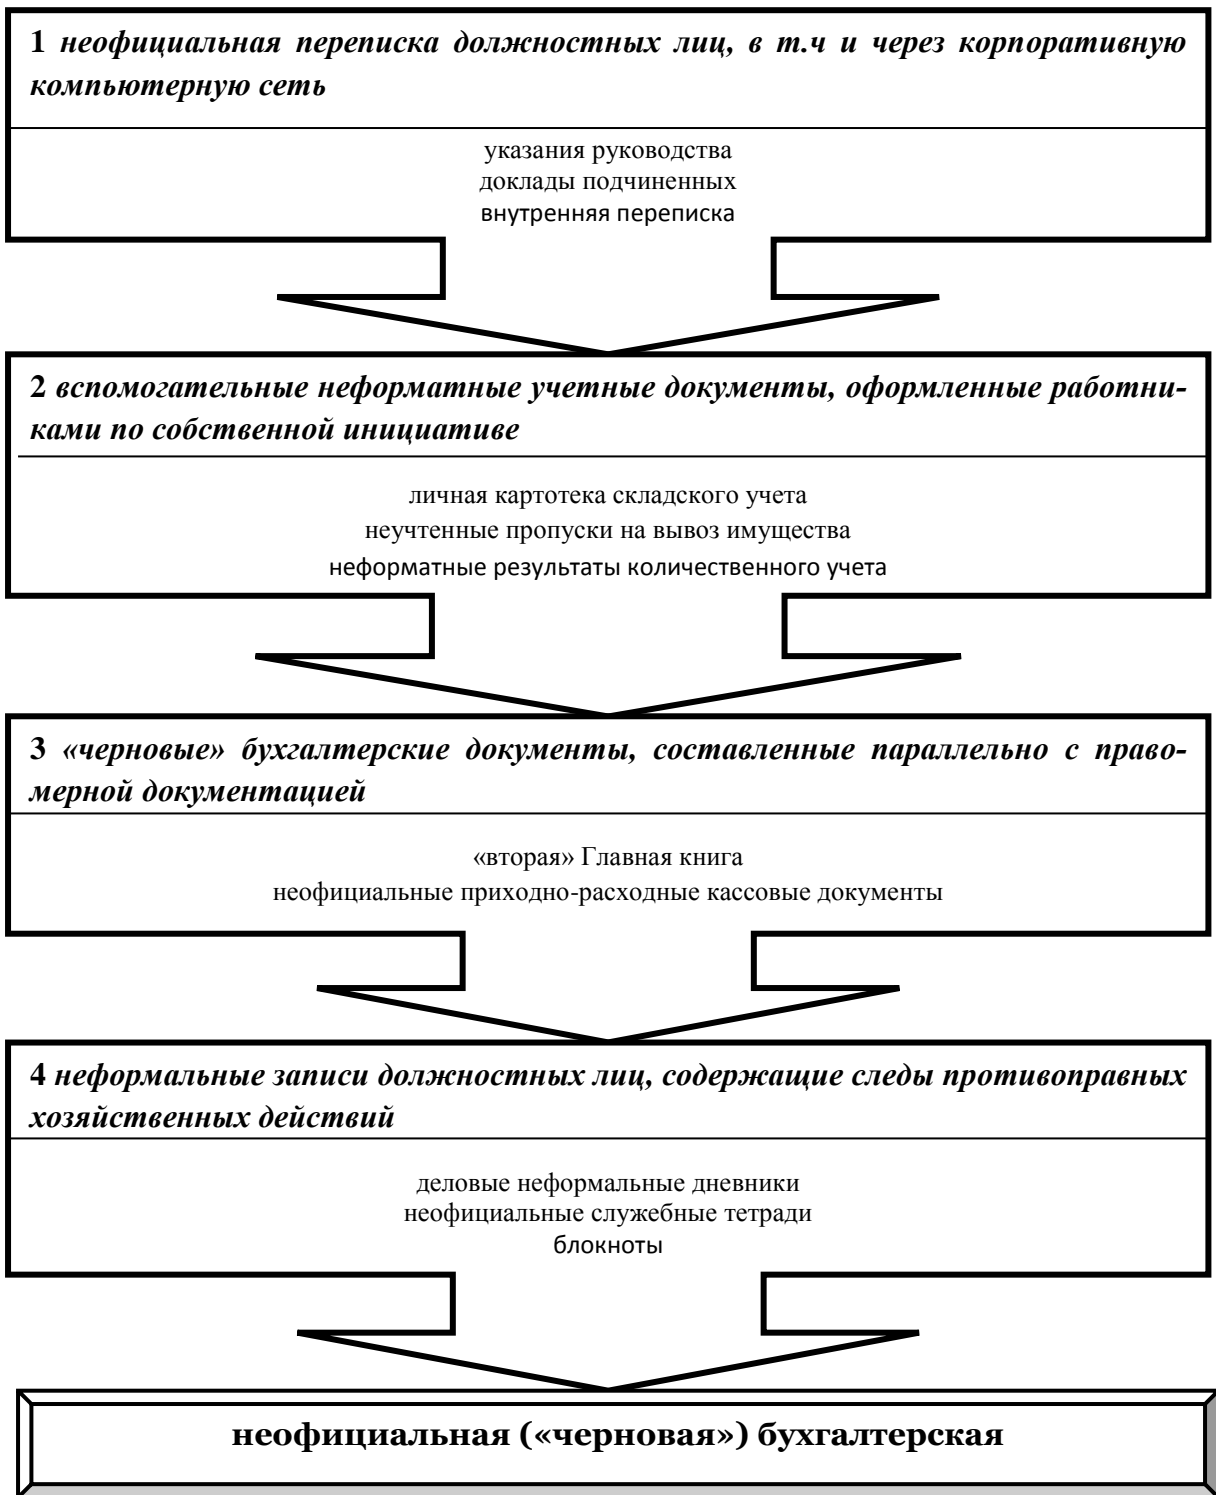 1 неофициальная переписка должностных лиц, в т.ч и через корпоративную
компьютерную сеть
указания руководства
доклады подчиненных
внутренняя переписка
2 вспомогательные неформатные учетные документы, оформленные работни-
ками по собственной инициативе
личная картотека складского учета
неучтенные пропуски на вывоз имущества
неформатные результаты количественного учета
3 «черновые» бухгалтерские документы, составленные параллельно с право-
мерной документацией
«вторая» Главная книга
неофициальные приходно-расходные кассовые документы
4 неформальные записи должностных лиц, содержащие следы противоправных
хозяйственных действий
деловые неформальные дневники
неофициальные служебные тетради
блокноты
неофициальная («черновая») бухгалтерская